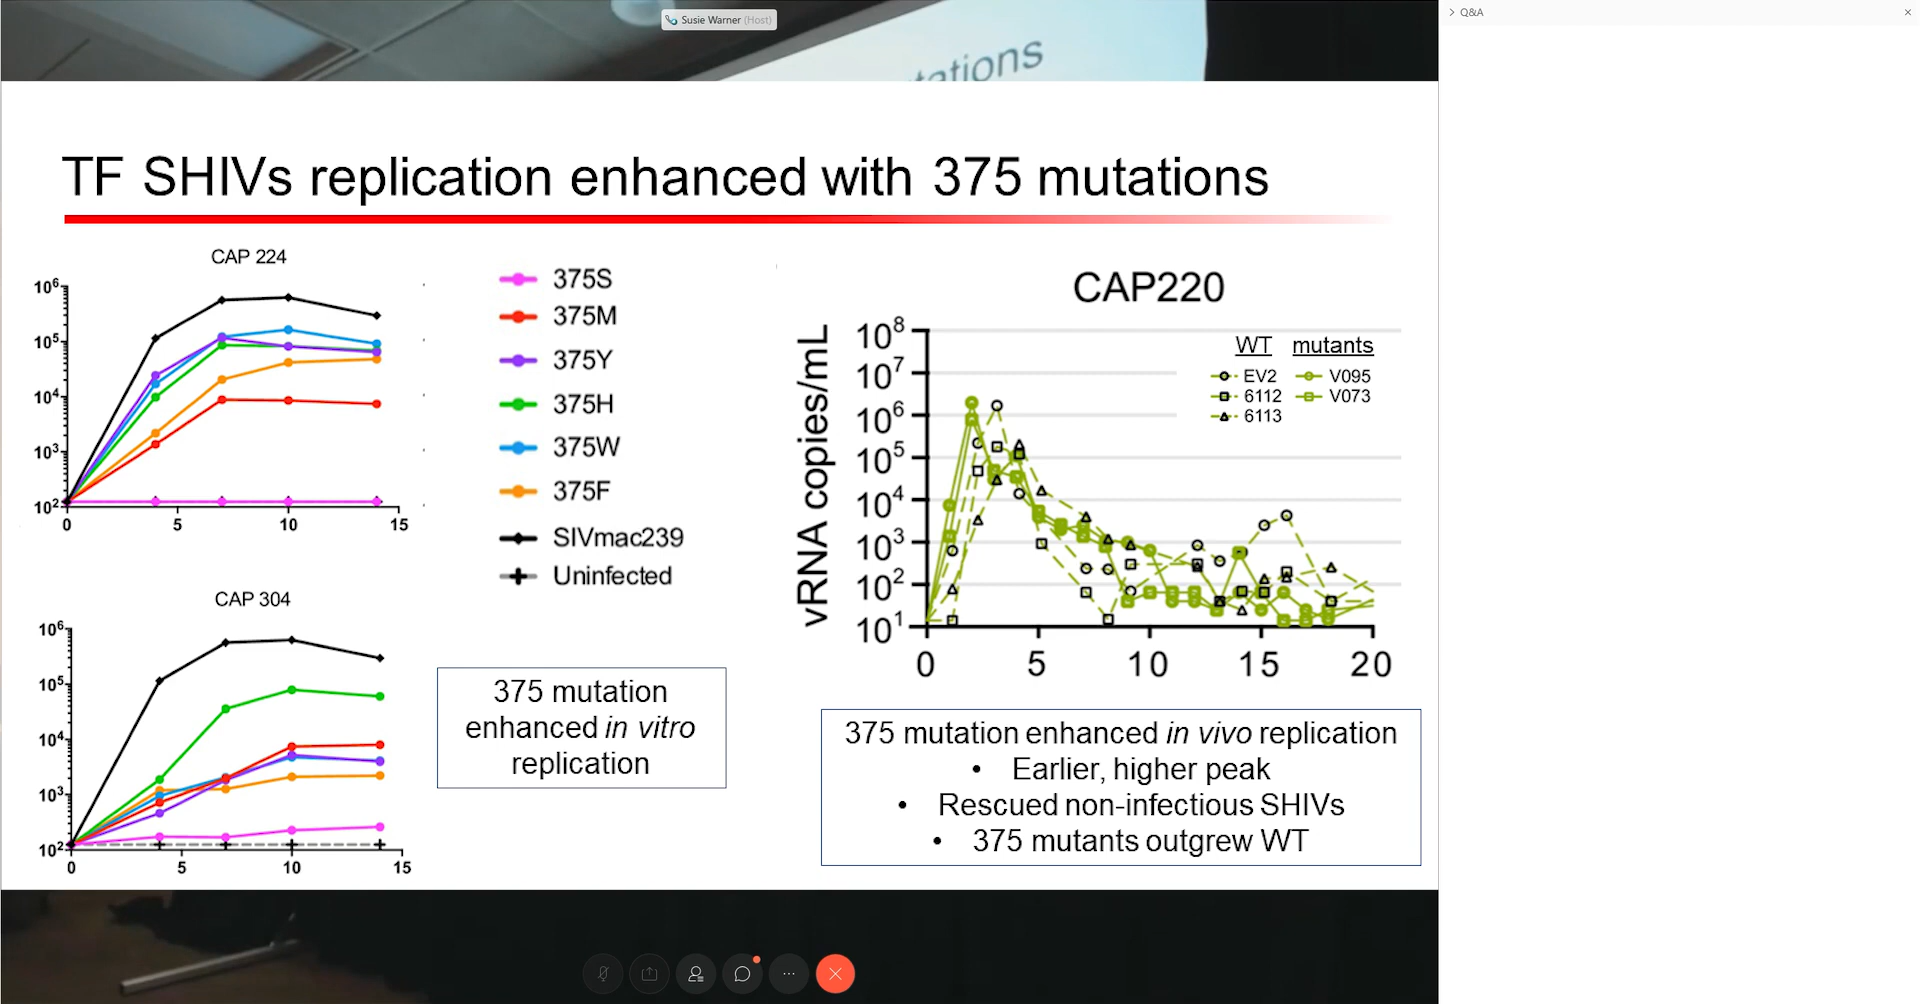 Susie Warner (Host)
Q&A
tations
TF SHIVs replication enhanced with 375 mutations
CAP 224
10⁶
10⁵
10⁴
10³
10²
0 5 10 15
375S
375M
375Y
375H
375W
375F
SIVmac239
Uninfected
CAP 304
10⁶
10⁵
10⁴
10³
10²
0 5 10 15
375 mutation
enhanced in vitro
replication
CAP220
vRNA copies/mL
10⁸
10⁷
10⁶
10⁵
10⁴
10³
10²
10¹
0 5 10 15 20
WT mutants
EV2 V095
6112 V073
6113
375 mutation enhanced in vivo replication
• Earlier, higher peak
• Rescued non-infectious SHIVs
• 375 mutants outgrew WT